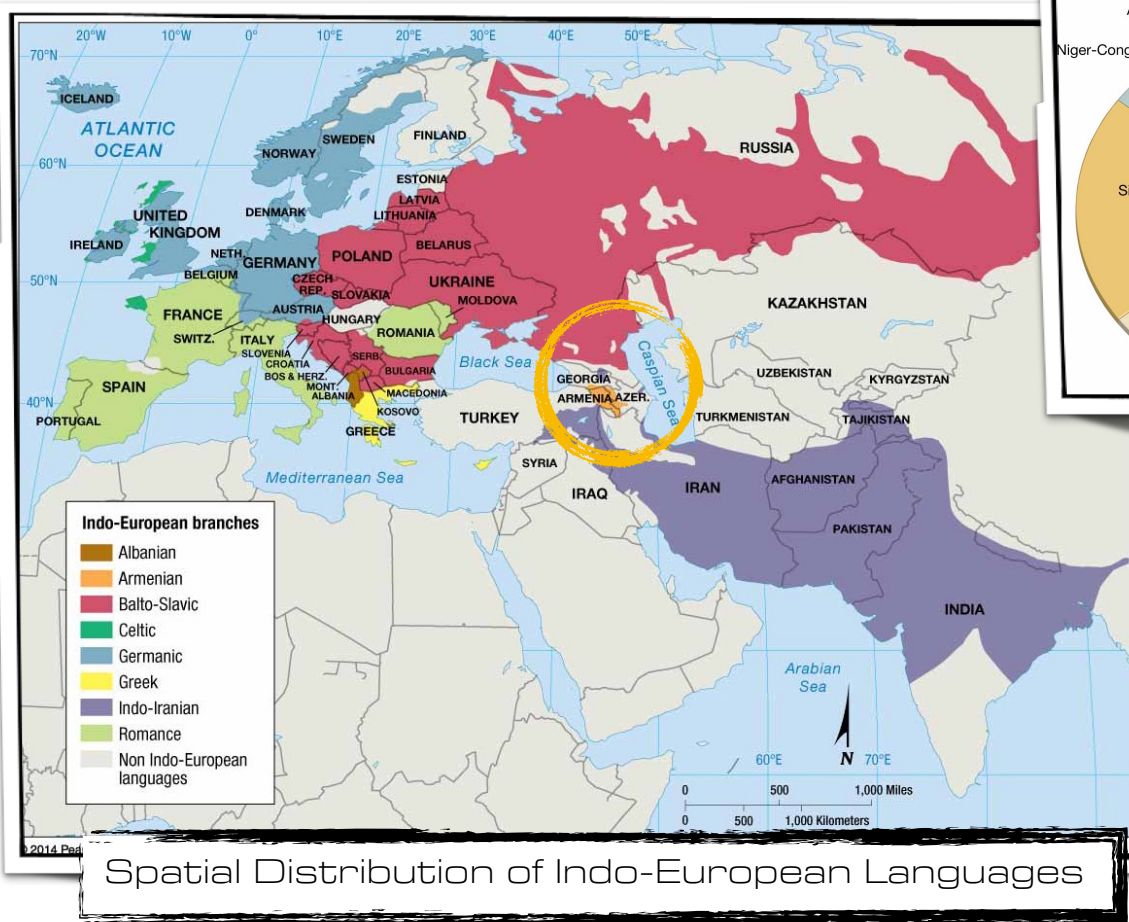 20°W
10°W
0°
10°E
20°E
30°E
40°E
50°E
70°N
ICELAND
ATLANTIC
OCEAN
SWEDEN
FINLAND
NORWAY
RUSSIA
60°N
ESTONIA
LATVIA
LITHUANIA
DENMARK
UNITED
KINGDOM
IRELAND
NETH.
GERMANY
POLAND
BELARUS
BELGIUM
50°N
CZECH
REP.
SLOVAKIA
UKRAINE
MOLDOVA
KAZAKHSTAN
FRANCE
AUSTRIA
HUNGARY
SWITZ.
ITALY
ROMANIA
SLOVENIA
CROATIA
BOS & HERZ.
SERB.
BULGARIA
Black Sea
Caspian Sea
UZBEKISTAN
KYRGYZSTAN
SPAIN
MONT.
ALBANIA
MACEDONIA
KOSOVO
GEORGIA
ARMENIA
AZER.
40°N
PORTUGAL
GREECE
TURKEY
TURKMENISTAN
TAJIKISTAN
SYRIA
Mediterranean Sea
IRAQ
IRAN
AFGHANISTAN
PAKISTAN
INDIA
Arabian
Sea
Indo-European branches
Albanian
Armenian
Balto-Slavic
Celtic
Germanic
Greek
Indo-Iranian
Romance
Non Indo-European
languages
60°E
N
70°E
0
500
1,000 Miles
0
500
1,000 Kilometers
2014
Niger-Cong
Spatial Distribution of Indo-European Languages